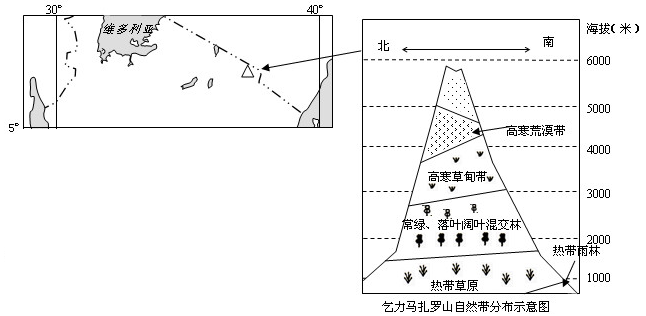 30°
40°
维多利亚
5°
海拔(米)
北
南
6000
5000
高寒荒漠带
4000
高寒草甸带
3000
常绿、落叶阔叶混交林
2000
热带雨林
1000
热带草原
乞力马扎罗山自然带分布示意图